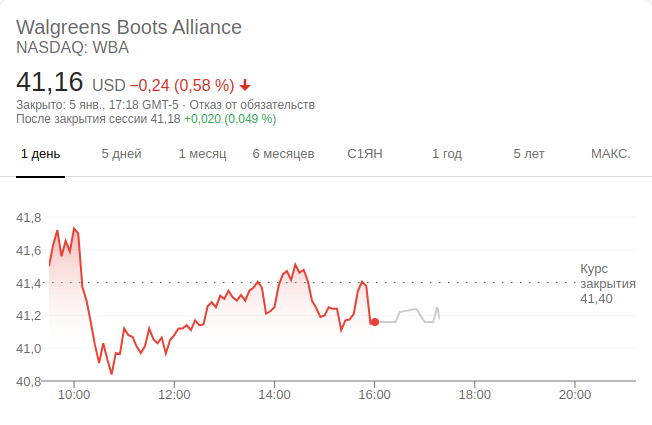 Walgreens Boots Alliance
NASDAQ: WBA
41,16 USD −0,24 (0,58 %)
Закрыто: 5 янв., 17:18 GMT-5 · Отказ от обязательств
После закрытия сессии 41,18 +0,020 (0,049 %)
1 день 5 дней 1 месяц 6 месяцев С1ЯН 1 год 5 лет МАКС.
41,8
41,6
41,4
41,2
41,0
40,8
Курс
закрытия
41,40
10:00 12:00 14:00 16:00 18:00 20:00